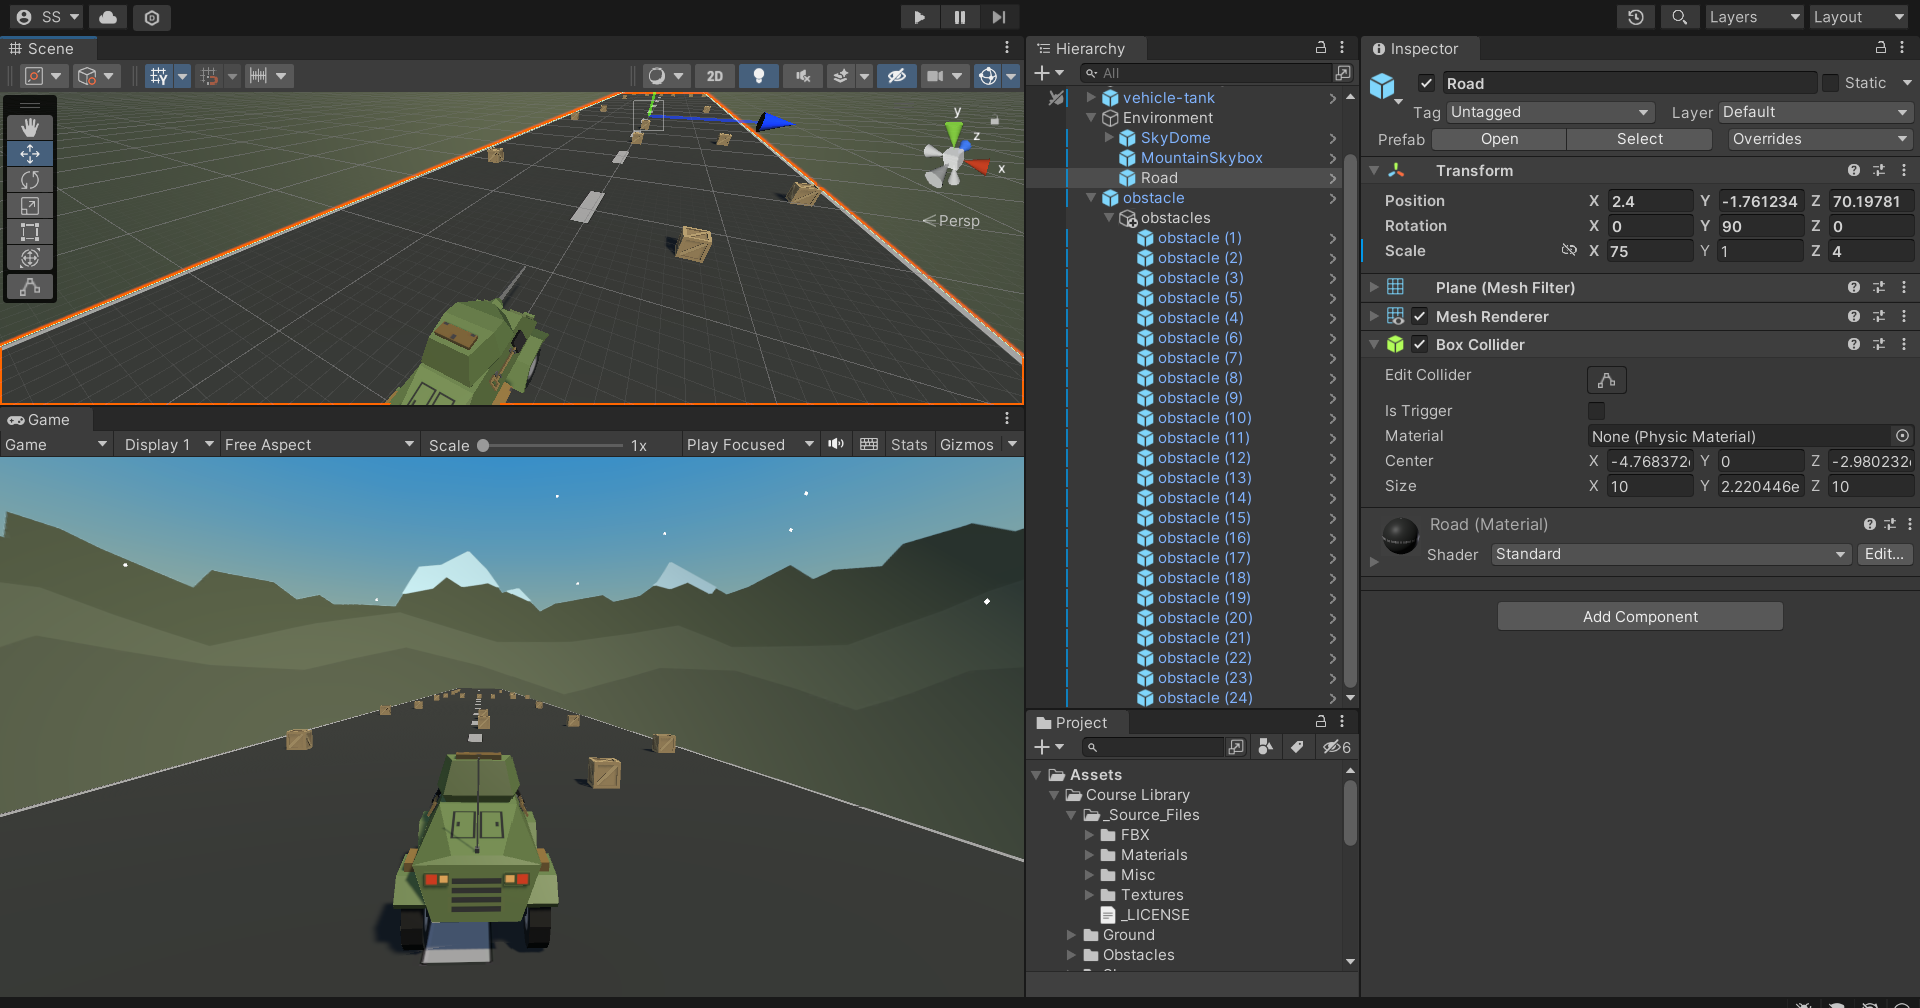 SS
Layers
Layout
Scene
2D
y
z
x
Persp
Game
Game
Display 1
Free Aspect
Scale
1x
Play Focused
Stats
Gizmos
Hierarchy
All
vehicle-tank
Environment
SkyDome
MountainSkybox
Road
obstacle
obstacles
obstacle (1)
obstacle (2)
obstacle (3)
obstacle (5)
obstacle (4)
obstacle (6)
obstacle (7)
obstacle (8)
obstacle (9)
obstacle (10)
obstacle (11)
obstacle (12)
obstacle (13)
obstacle (14)
obstacle (15)
obstacle (16)
obstacle (17)
obstacle (18)
obstacle (19)
obstacle (20)
obstacle (21)
obstacle (22)
obstacle (23)
obstacle (24)
Project
6
Assets
Course Library
_Source_Files
FBX
Materials
Misc
Textures
_LICENSE
Ground
Obstacles
Inspector
Road
Static
Tag Untagged Layer Default
Prefab Open Select Overrides
Transform
Position X 2.4 Y -1.761234 Z 70.19781
Rotation X 0 Y 90 Z 0
Scale X 75 Y 1 Z 4
Plane (Mesh Filter)
Mesh Renderer
Box Collider
Edit Collider
Is Trigger
Material None (Physic Material)
Center X -4.768372 Y 0 Z -2.980232
Size X 10 Y 2.220446e Z 10
Road (Material)
Shader Standard Edit...
Add Component